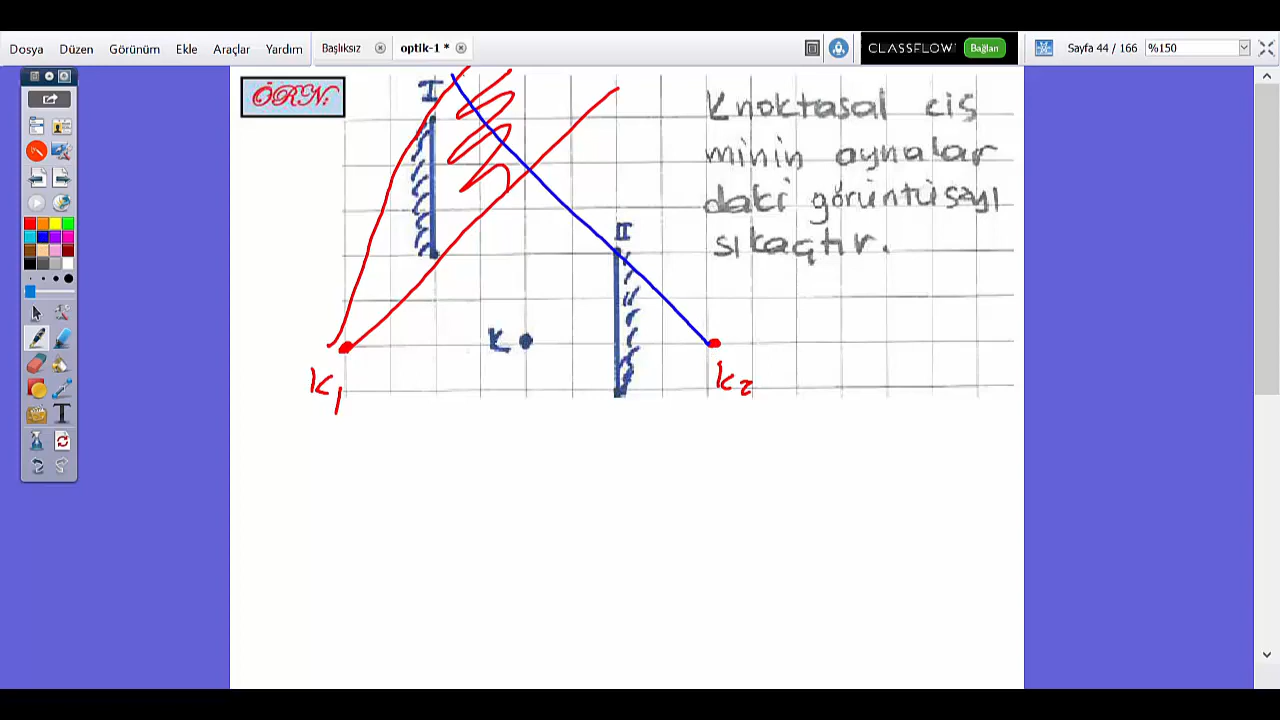 Dosya Düzen Görünüm Ekle Araçlar Yardım Başlıksız optik-1 * CLASSFLOW Bağlan Sayfa 44 / 166 %150
ÖRN:
I
K noktasal cis
minin aynalar
daki görüntü sayı
sı kaçtır.
II
K
K1
K2